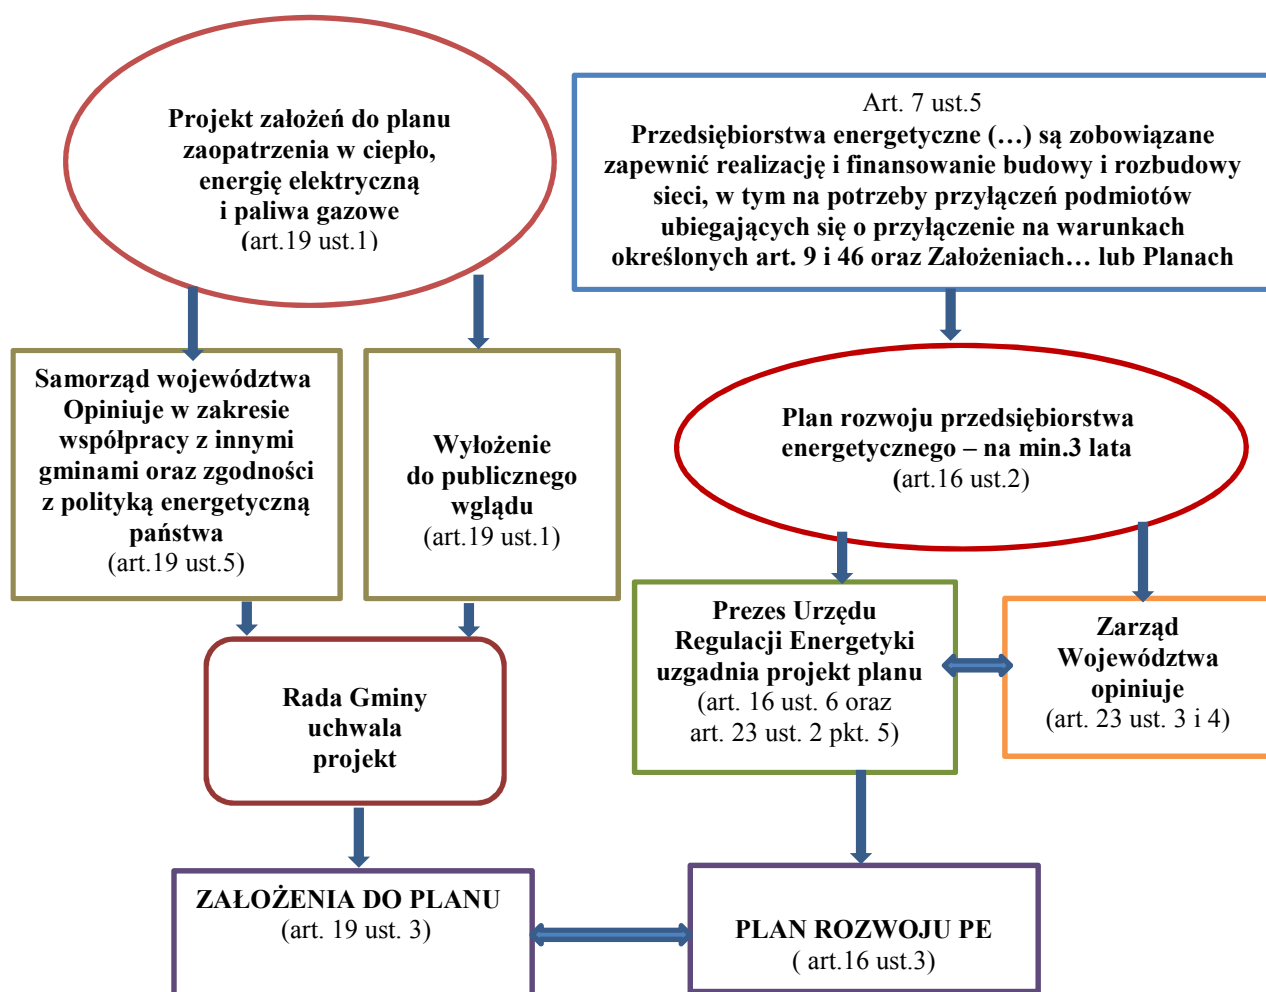 Projekt założeń do planu
zaopatrzenia w ciepło,
energię elektryczną
i paliwa gazowe
(art.19 ust.1)
Art. 7 ust.5
Przedsiębiorstwa energetyczne (…) są zobowiązane
zapewnić realizację i finansowanie budowy i rozbudowy
sieci, w tym na potrzeby przyłączeń podmiotów
ubiegających się o przyłączenie na warunkach
określonych art. 9 i 46 oraz Założeniach… lub Planach
Samorząd województwa
Opiniuje w zakresie
współpracy z innymi
gminami oraz zgodności
z polityką energetyczną
państwa
(art.19 ust.5)
Wyłożenie
do publicznego
wglądu
(art.19 ust.1)
Plan rozwoju przedsiębiorstwa
energetycznego – na min.3 lata
(art.16 ust.2)
Rada Gminy
uchwala
projekt
Prezes Urzędu
Regulacji Energetyki
uzgadnia projekt planu
(art. 16 ust. 6 oraz
art. 23 ust. 2 pkt. 5)
Zarząd
Województwa
opiniuje
(art. 23 ust. 3 i 4)
ZAŁOŻENIA DO PLANU
(art. 19 ust. 3)
PLAN ROZWOJU PE
( art.16 ust.3)